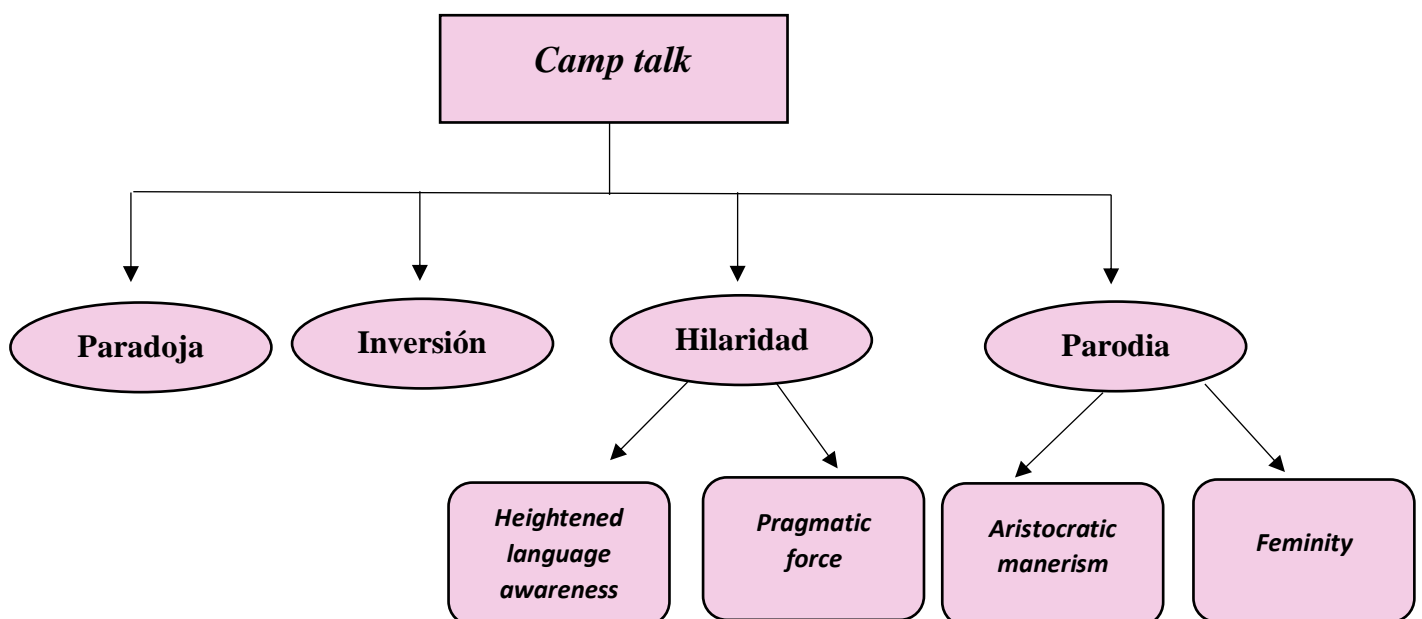 Camp talk
Paradoja
Inversión
Hilaridad
Parodia
Heightened
language
awareness
Pragmatic
force
Aristocratic
manerism
Feminity